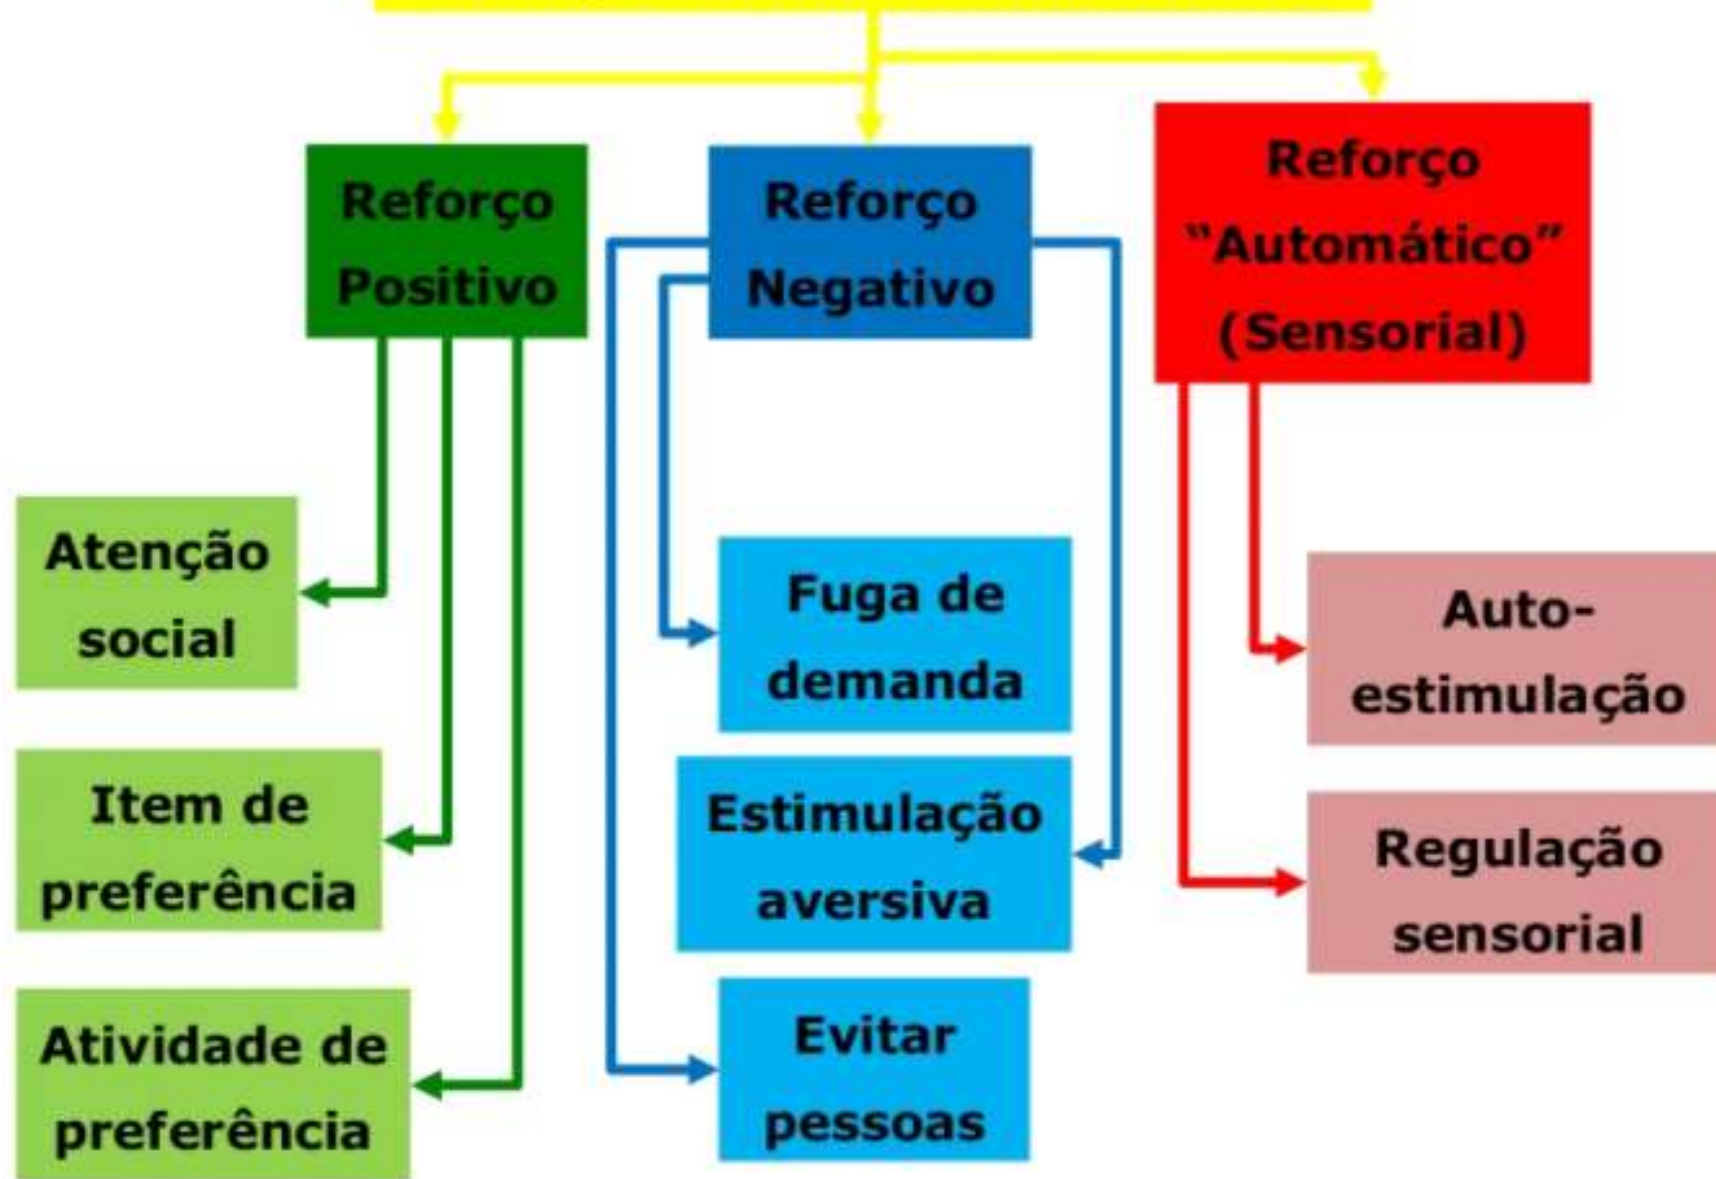 Reforço
Positivo
Reforço
Negativo
Reforço
“Automático”
(Sensorial)
Atenção
social
Item de
preferência
Atividade de
preferência
Fuga de
demanda
Estimulação
aversiva
Evitar
pessoas
Auto-
estimulação
Regulação
sensorial